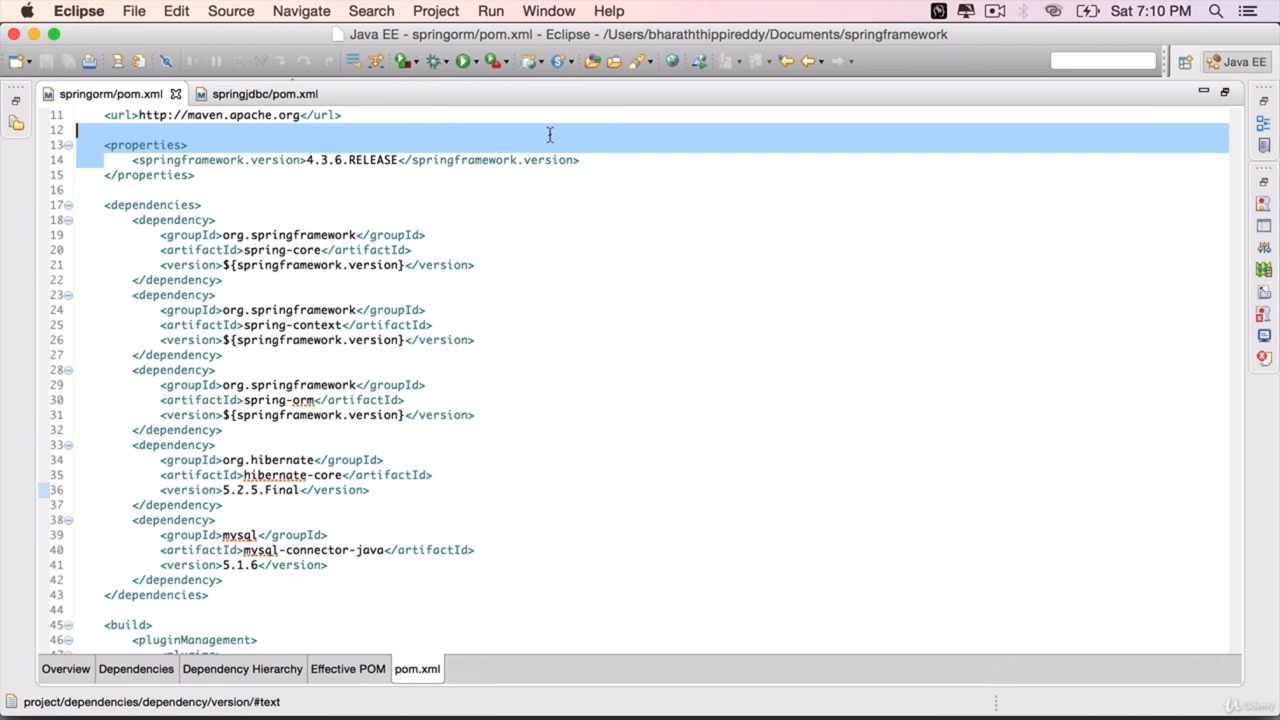 Eclipse File Edit Source Navigate Search Project Run Window Help Sat 7:10 PM
Java EE - springorm/pom.xml - Eclipse - /Users/bharaththippireddy/Documents/springframework
Java EE
springorm/pom.xml springjdbc/pom.xml
11 <url>http://maven.apache.org</url>
12
13 <properties>
14 <springframework.version>4.3.6.RELEASE</springframework.version>
15 </properties>
16
17 <dependencies>
18 <dependency>
19 <groupId>org.springframework</groupId>
20 <artifactId>spring-core</artifactId>
21 <version>${springframework.version}</version>
22 </dependency>
23 <dependency>
24 <groupId>org.springframework</groupId>
25 <artifactId>spring-context</artifactId>
26 <version>${springframework.version}</version>
27 </dependency>
28 <dependency>
29 <groupId>org.springframework</groupId>
30 <artifactId>spring-orm</artifactId>
31 <version>${springframework.version}</version>
32 </dependency>
33 <dependency>
34 <groupId>org.hibernate</groupId>
35 <artifactId>hibernate-core</artifactId>
36 <version>5.2.5.Final</version>
37 </dependency>
38 <dependency>
39 <groupId>mysql</groupId>
40 <artifactId>mysql-connector-java</artifactId>
41 <version>5.1.6</version>
42 </dependency>
43 </dependencies>
44
45 <build>
46 <pluginManagement>
Overview Dependencies Dependency Hierarchy Effective POM pom.xml
project/dependencies/dependency/version/#text
Udemy